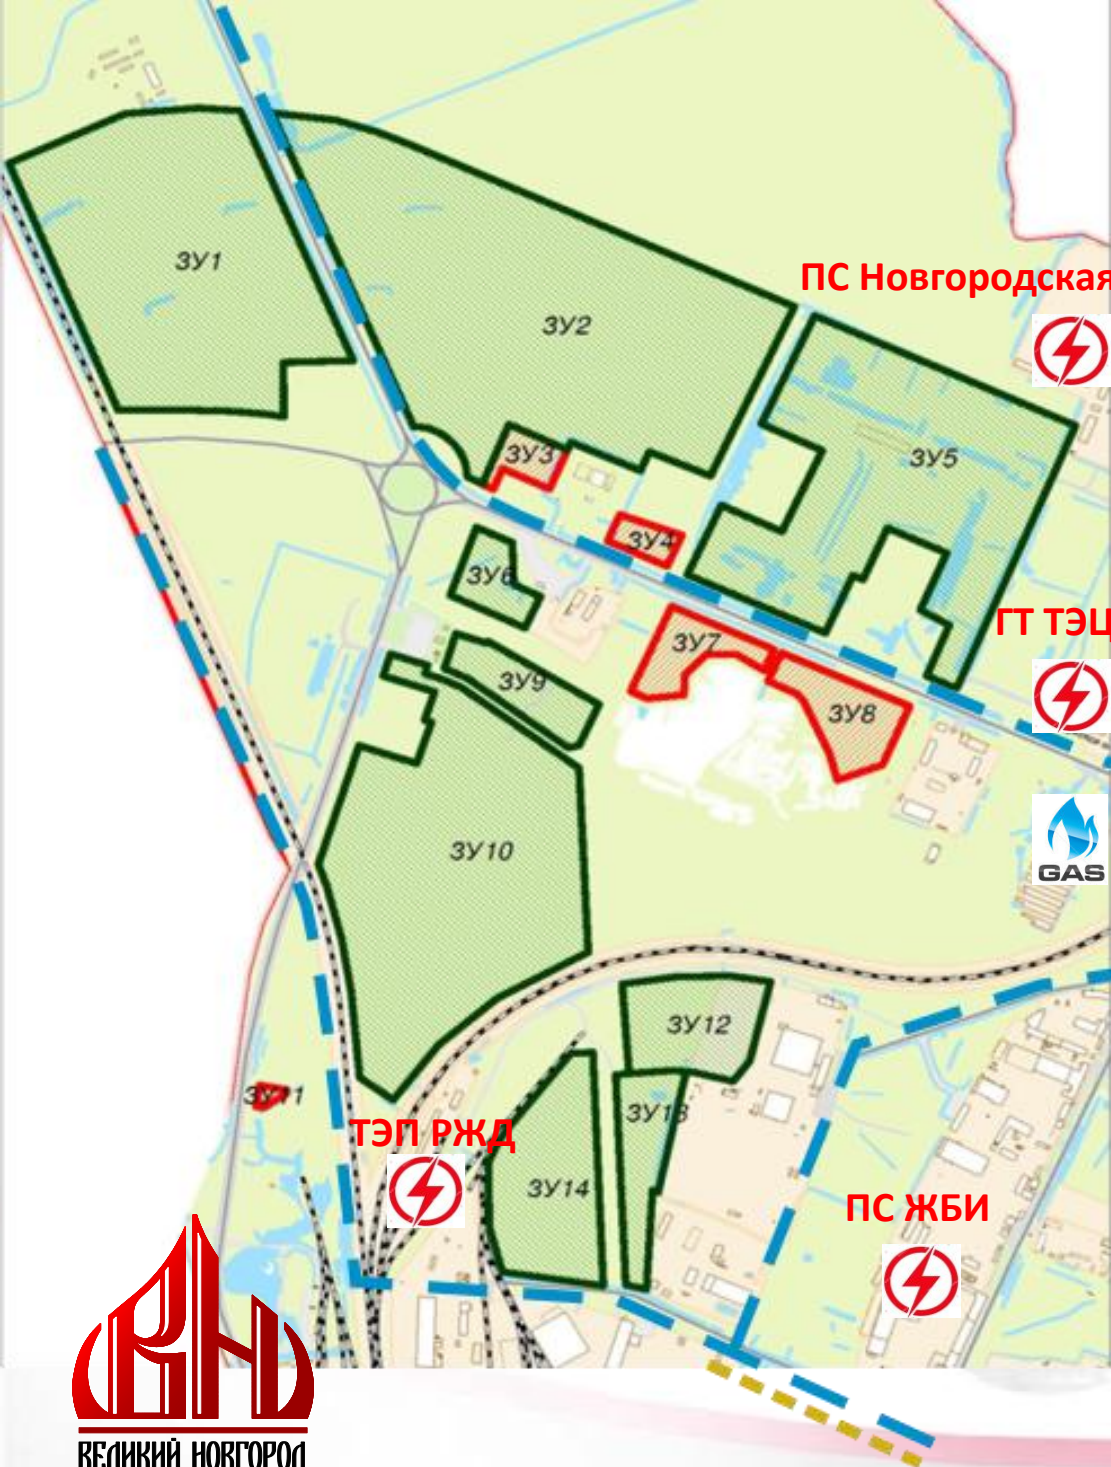 ЗУ1
ПС Новгородская
ЗУ2
ЗУ3
ЗУ5
ЗУ4
ЗУ6
ГТ ТЭЦ
ЗУ7
ЗУ9
ЗУ8
ЗУ10
GAS
ЗУ12
ЗУ11
ЗУ13
ТЭП РЖД
ЗУ14
ПС ЖБИ
ВЕЛИКИЙ НОВГОРОД